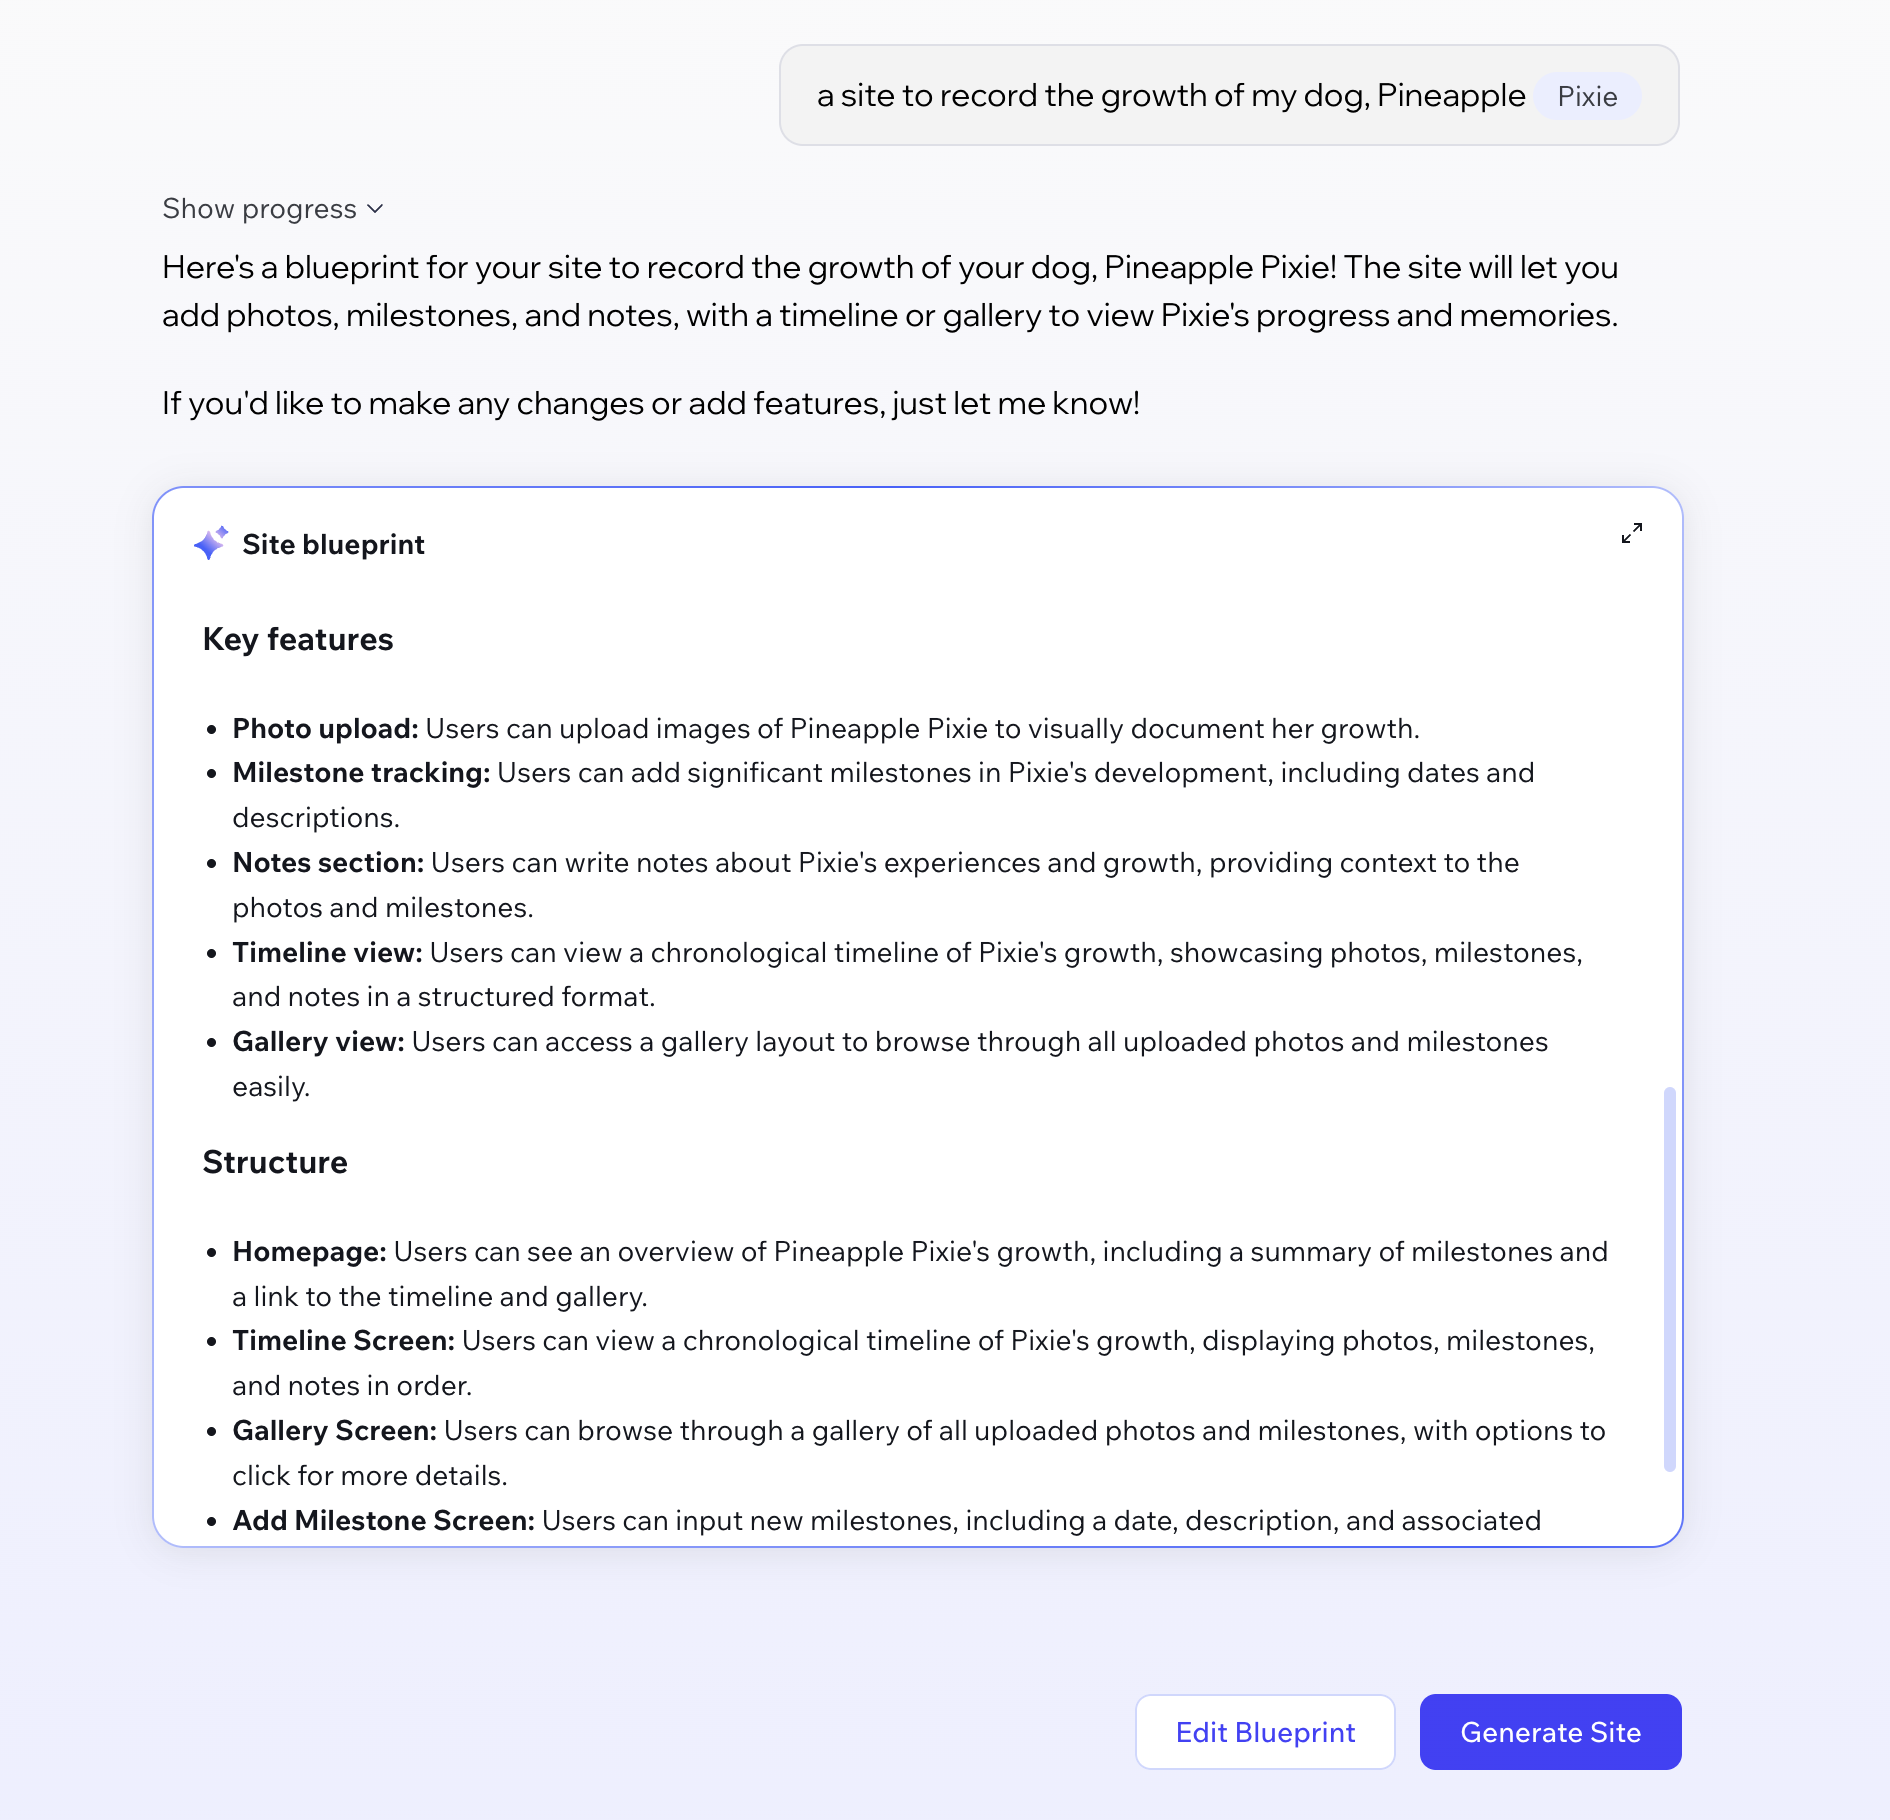 a site to record the growth of my dog, Pineapple Pixie
Show progress
Here's a blueprint for your site to record the growth of your dog, Pineapple Pixie! The site will let you
add photos, milestones, and notes, with a timeline or gallery to view Pixie's progress and memories.
If you'd like to make any changes or add features, just let me know!
Site blueprint
Key features
• Photo upload: Users can upload images of Pineapple Pixie to visually document her growth.
• Milestone tracking: Users can add significant milestones in Pixie's development, including dates and
descriptions.
• Notes section: Users can write notes about Pixie's experiences and growth, providing context to the
photos and milestones.
• Timeline view: Users can view a chronological timeline of Pixie's growth, showcasing photos, milestones,
and notes in a structured format.
• Gallery view: Users can access a gallery layout to browse through all uploaded photos and milestones
easily.
Structure
• Homepage: Users can see an overview of Pineapple Pixie's growth, including a summary of milestones and
a link to the timeline and gallery.
• Timeline Screen: Users can view a chronological timeline of Pixie's growth, displaying photos, milestones,
and notes in order.
• Gallery Screen: Users can browse through a gallery of all uploaded photos and milestones, with options to
click for more details.
• Add Milestone Screen: Users can input new milestones, including a date, description, and associated
Edit Blueprint
Generate Site